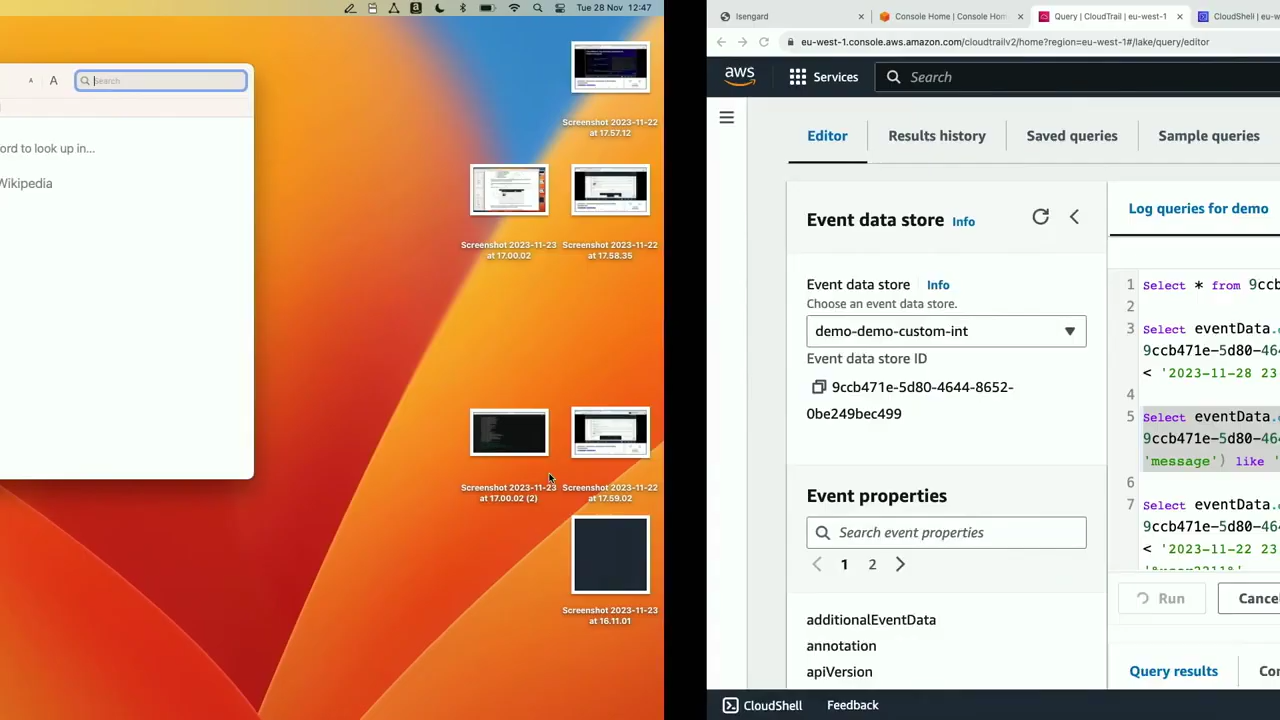 Tue 28 Nov 12:47
A
A
Search
ord to look up in...
Wikipedia
Screenshot 2023-11-22
at 17.57.12
Screenshot 2023-11-23
at 17.00.02
Screenshot 2023-11-22
at 17.58.35
Screenshot 2023-11-23
at 17.00.02 (2)
Screenshot 2023-11-22
at 17.59.02
Screenshot 2023-11-23
at 16.11.01
Isengard
Console Home | Console Hom
Query | CloudTrail | eu-west-1
CloudShell | eu-w
eu-west-1.console.aws.amazon.com/cloudtrailv2/home?region=eu-west-1#/lake/query/editor
aws
Services
Search
Editor
Results history
Saved queries
Sample queries
Event data store Info
Event data store Info
Choose an event data store.
demo-demo-custom-int
Event data store ID
9ccb471e-5d80-4644-8652-
0be249bec499
Event properties
Search event properties
1 2
additionalEventData
annotation
apiVersion
Log queries for demo
1 Select * from 9ccb
2
3 Select eventData.
9ccb471e-5d80-464
< '2023-11-28 23
4
5 Select eventData.
9ccb471e-5d80-464
'message') like
6
7 Select eventData.
9ccb471e-5d80-464
< '2023-11-22 23
Run
Cance
Query results
Co
CloudShell
Feedback